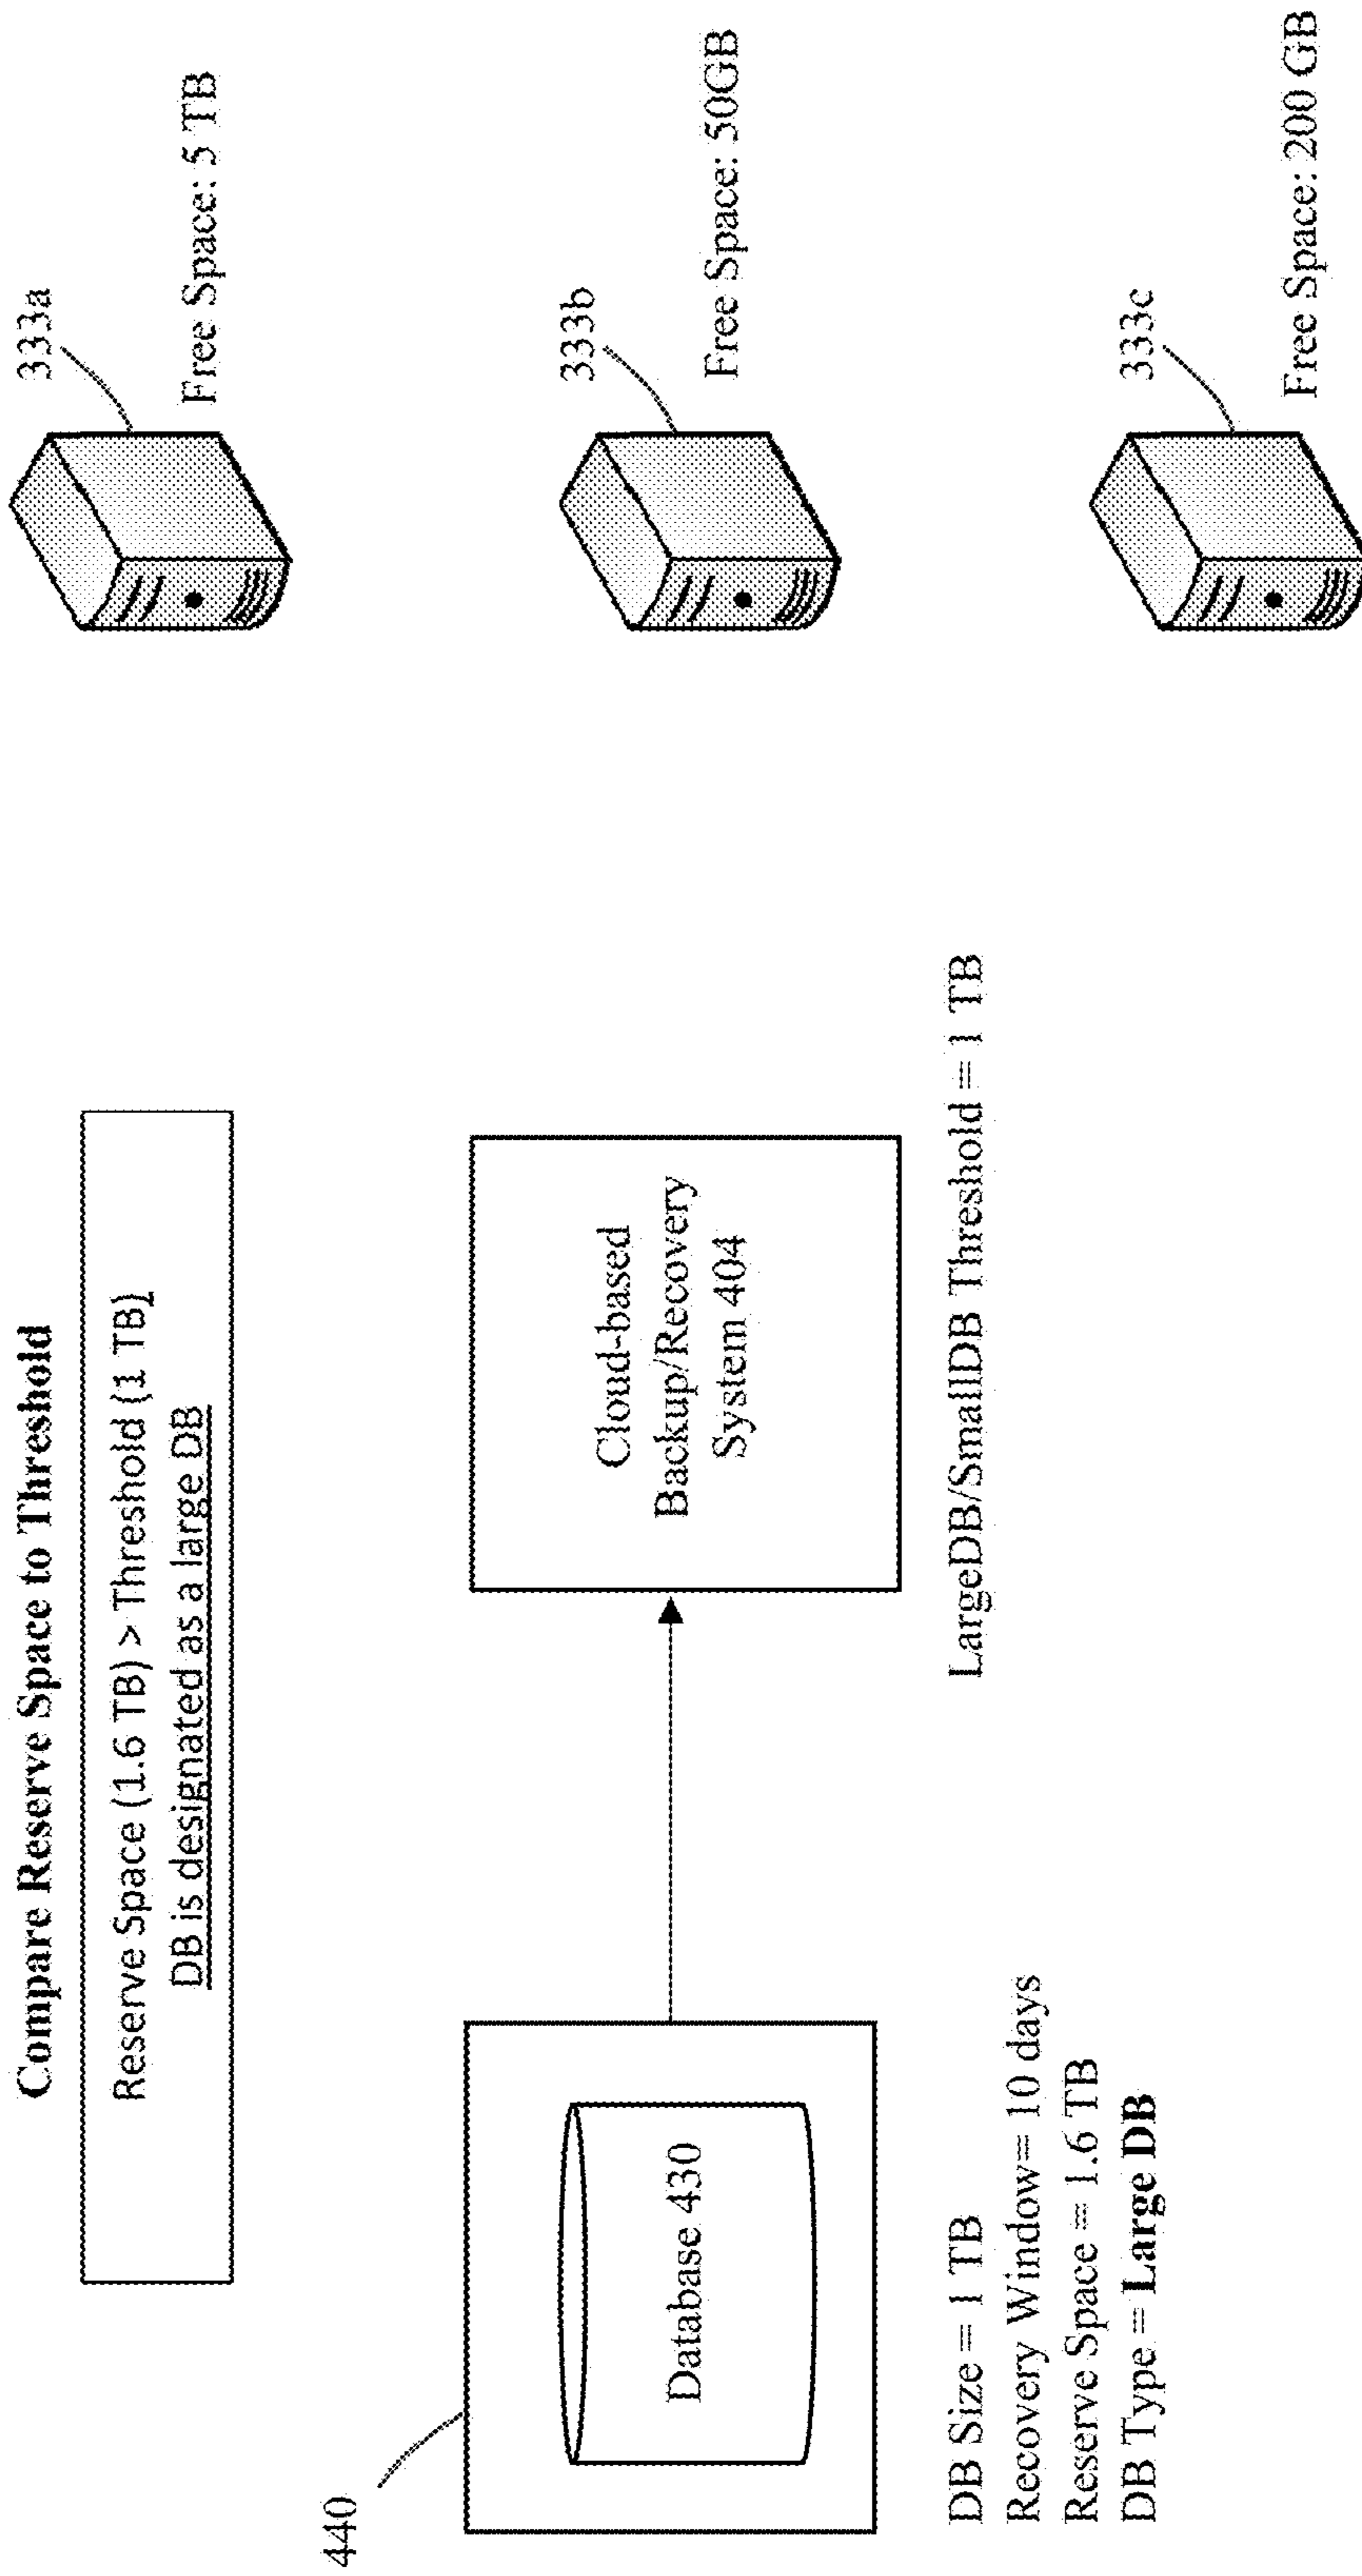 Compare Reserve Space to Threshold
Reserve Space (1.6 TB) > Threshold (1 TB)
DB is designated as a large DB
440
Database 430
DB Size = 1 TB
Recovery Window= 10 days
Reserve Space = 1.6 TB
DB Type = Large DB
Cloud-based
Backup/Recovery
System 404
LargeDB/SmallDB Threshold = 1 TB
333a
Free Space: 5 TB
333b
Free Space: 50GB
333c
Free Space: 200 GB